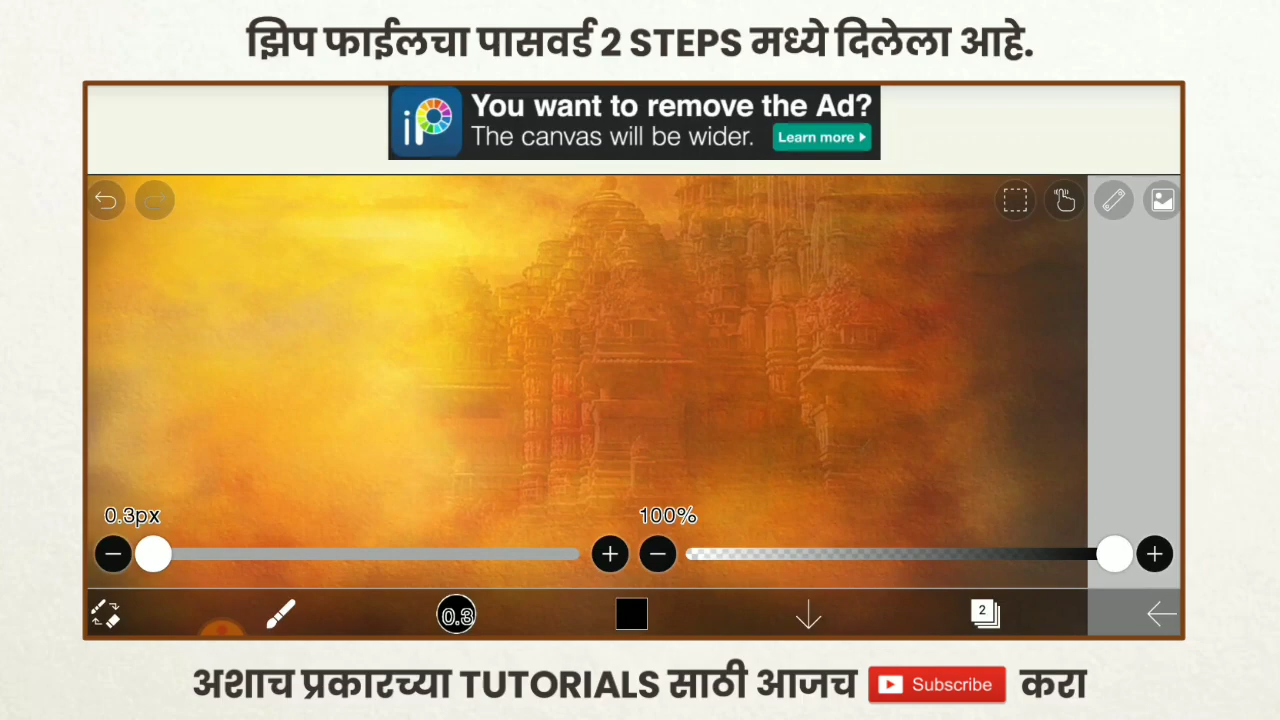 झिप फाईलचा पासवर्ड 2 STEPS मध्ये दिलेला आहे.
iP
You want to remove the Ad?
The canvas will be wider. Learn more
0.3px 100%
0.3 2
अशाच प्रकारच्या TUTORIALS साठी आजच Subscribe करा